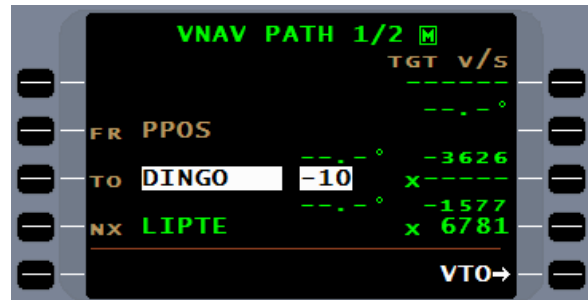 VNAV PATH 1/2 M
TGT V/S
------
--.-°
FR PPOS
--.-° -3626
TO DINGO -10 x-----
--.-° -1577
NX LIPTE x 6781
VTO→